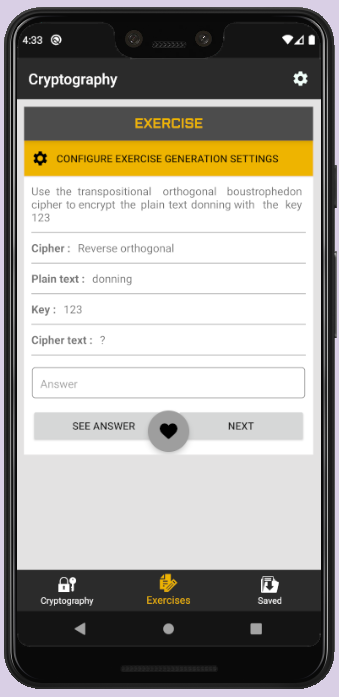 4:33
Cryptography
EXERCISE
CONFIGURE EXERCISE GENERATION SETTINGS
Use the transpositional orthogonal boustrophedon
cipher to encrypt the plain text donning with the key
123
Cipher : Reverse orthogonal
Plain text : donning
Key : 123
Cipher text : ?
Answer
SEE ANSWER NEXT
Cryptography Exercises Saved